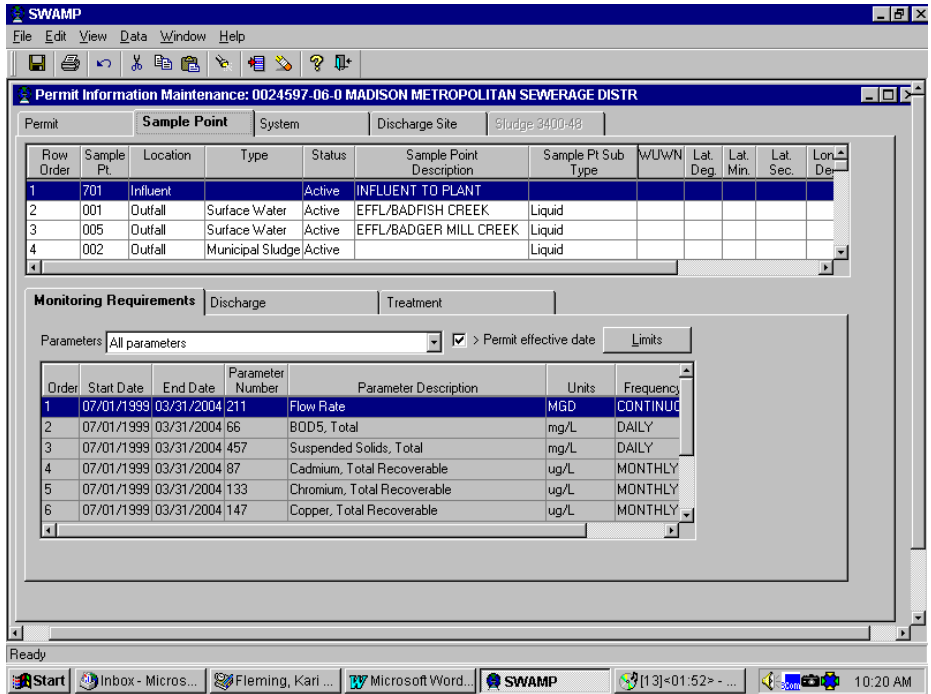 SWAMP
File Edit View Data Window Help
Permit Information Maintenance: 0024597-06-0 MADISON METROPOLITAN SEWERAGE DISTR
Permit Sample Point System Discharge Site Sludge 3400-48
Row Order Sample Pt. Location Type Status Sample Point Description Sample Pt Sub Type WUWN Lat. Deg. Lat. Min. Lat. Sec.
1 701 Influent Active INFLUENT TO PLANT
2 001 Outfall Surface Water Active EFFL/BADFISH CREEK Liquid
3 005 Outfall Surface Water Active EFFL/BADGER MILL CREEK Liquid
4 002 Outfall Municipal Sludge Active Liquid
Monitoring Requirements Discharge Treatment
Parameters All parameters > Permit effective date Limits
Order Start Date End Date Parameter Number Parameter Description Units Frequency
1 07/01/1999 03/31/2004 211 Flow Rate MGD CONTINUO
2 07/01/1999 03/31/2004 66 BOD5, Total mg/L DAILY
3 07/01/1999 03/31/2004 457 Suspended Solids, Total mg/L DAILY
4 07/01/1999 03/31/2004 87 Cadmium, Total Recoverable ug/L MONTHLY
5 07/01/1999 03/31/2004 133 Chromium, Total Recoverable ug/L MONTHLY
6 07/01/1999 03/31/2004 147 Copper, Total Recoverable ug/L MONTHLY
Ready
Start Inbox - Micros... Fleming, Kari ... Microsoft Word... SWAMP [13]<01:52> - ... 10:20 AM